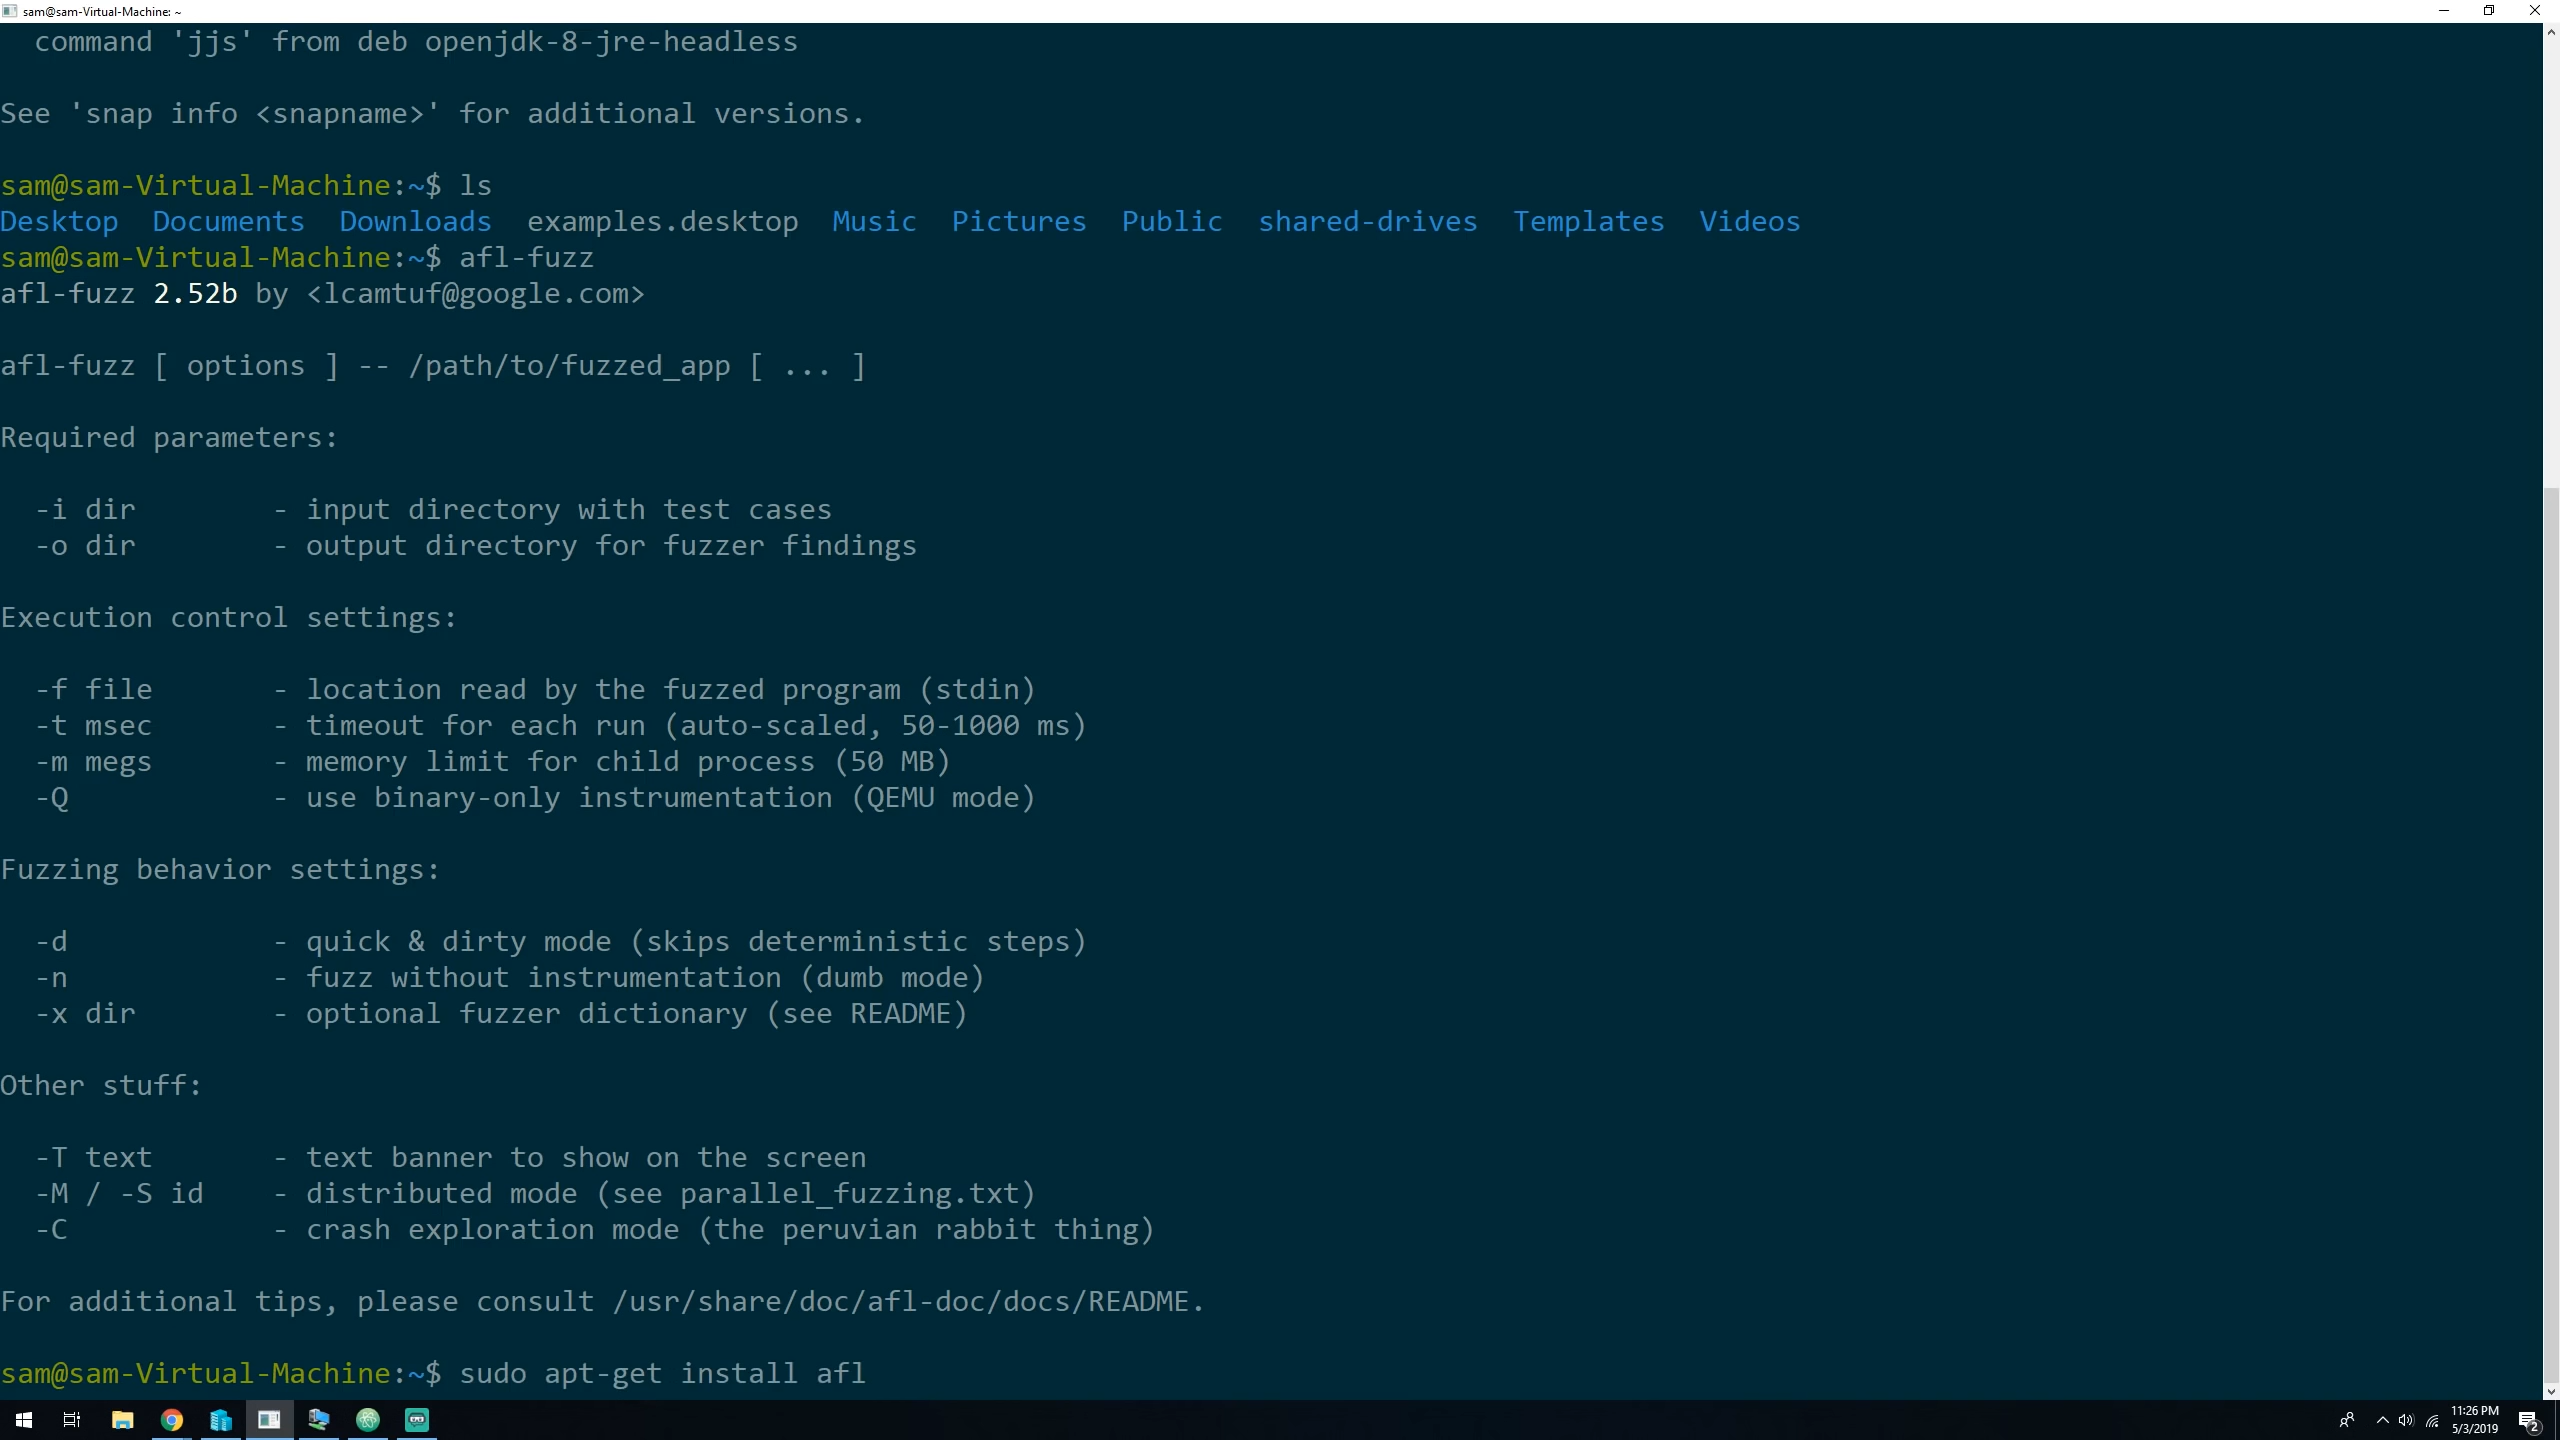 sam@sam-Virtual-Machine: ~
command 'jjs' from deb openjdk-8-jre-headless
See 'snap info <snapname>' for additional versions.
sam@sam-Virtual-Machine:~$ ls
Desktop  Documents  Downloads  examples.desktop  Music  Pictures  Public  shared-drives  Templates  Videos
sam@sam-Virtual-Machine:~$ afl-fuzz
afl-fuzz 2.52b by <lcamtuf@google.com>
afl-fuzz [ options ] -- /path/to/fuzzed_app [ ... ]
Required parameters:
  -i dir        - input directory with test cases
  -o dir        - output directory for fuzzer findings
Execution control settings:
  -f file       - location read by the fuzzed program (stdin)
  -t msec       - timeout for each run (auto-scaled, 50-1000 ms)
  -m megs       - memory limit for child process (50 MB)
  -Q            - use binary-only instrumentation (QEMU mode)
Fuzzing behavior settings:
  -d            - quick & dirty mode (skips deterministic steps)
  -n            - fuzz without instrumentation (dumb mode)
  -x dir        - optional fuzzer dictionary (see README)
Other stuff:
  -T text       - text banner to show on the screen
  -M / -S id    - distributed mode (see parallel_fuzzing.txt)
  -C            - crash exploration mode (the peruvian rabbit thing)
For additional tips, please consult /usr/share/doc/afl-doc/docs/README.
sam@sam-Virtual-Machine:~$ sudo apt-get install afl
11:26 PM
5/3/2019
2